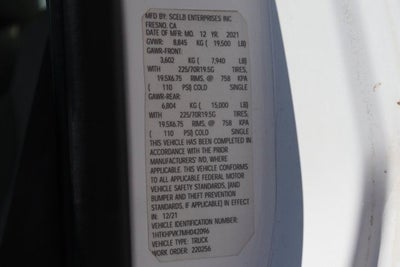 MFD BY: SCELZI ENTERPRISES INC
FRESNO, CA
DATE OF MFD: MO. 12 YR. 2021
GVWR: 8,845 KG ( 19,500 LB)
GAWR-FRONT:
3,602 KG ( 7,940 LB)
WITH 225/70R19.5G TIRES,
19.5X6.75 RIMS, @ 758 KPA
( 110 PSI) COLD SINGLE
GAWR-REAR:
6,804 KG ( 15,000 LB)
WITH 225/70R19.5G TIRES,
19.5X6.75 RIMS, @ 758 KPA
( 110 PSI) COLD SINGLE
THIS VEHICLE HAS BEEN COMPLETED IN
ACCORDANCE WITH THE PRIOR
MANUFACTURERS' IVD, WHERE
APPLICABLE. THIS VEHICLE CONFORMS
TO ALL APPLICABLE FEDERAL MOTOR
VEHICLE SAFETY STANDARDS, [AND
BUMPER AND THEFT PREVENTION
STANDARDS, IF APPLICABLE] IN EFFECT
IN: 12/21
VEHICLE IDENTIFICATION NUMBER:
1HTKHPVK7MH042096
VEHICLE TYPE: TRUCK
WORK ORDER: 220256